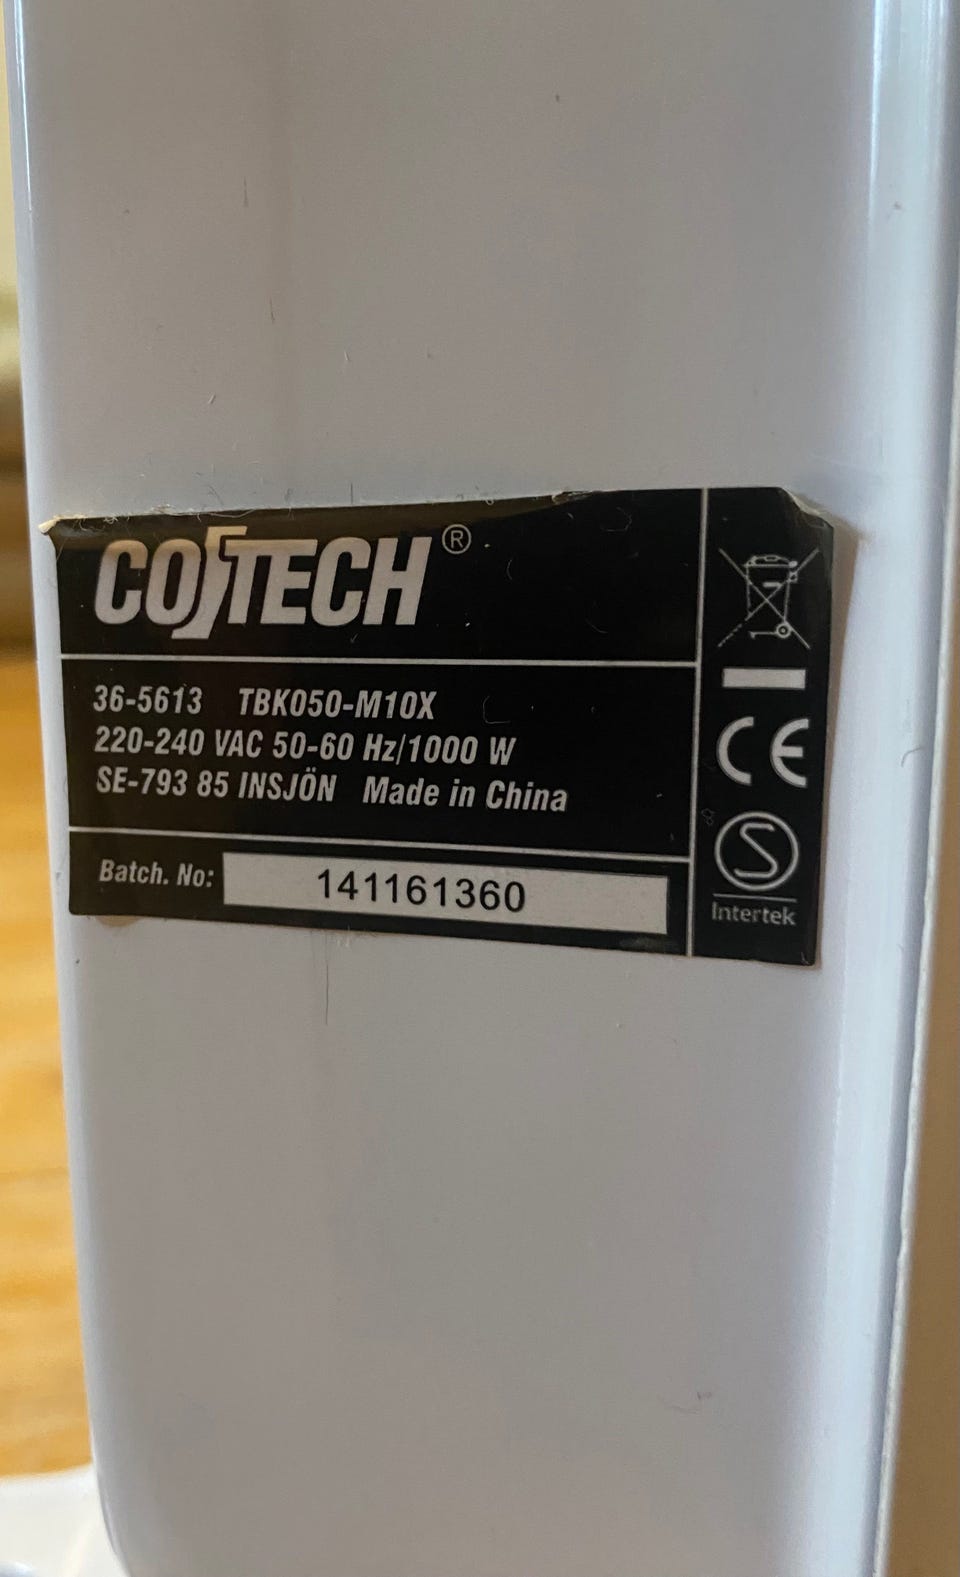 COTECH®
36-5613 TBK050-M10X
220-240 VAC 50-60 Hz/1000 W
SE-793 85 INSJÖN Made in China
Batch. No: 141161360
CE
S
Intertek